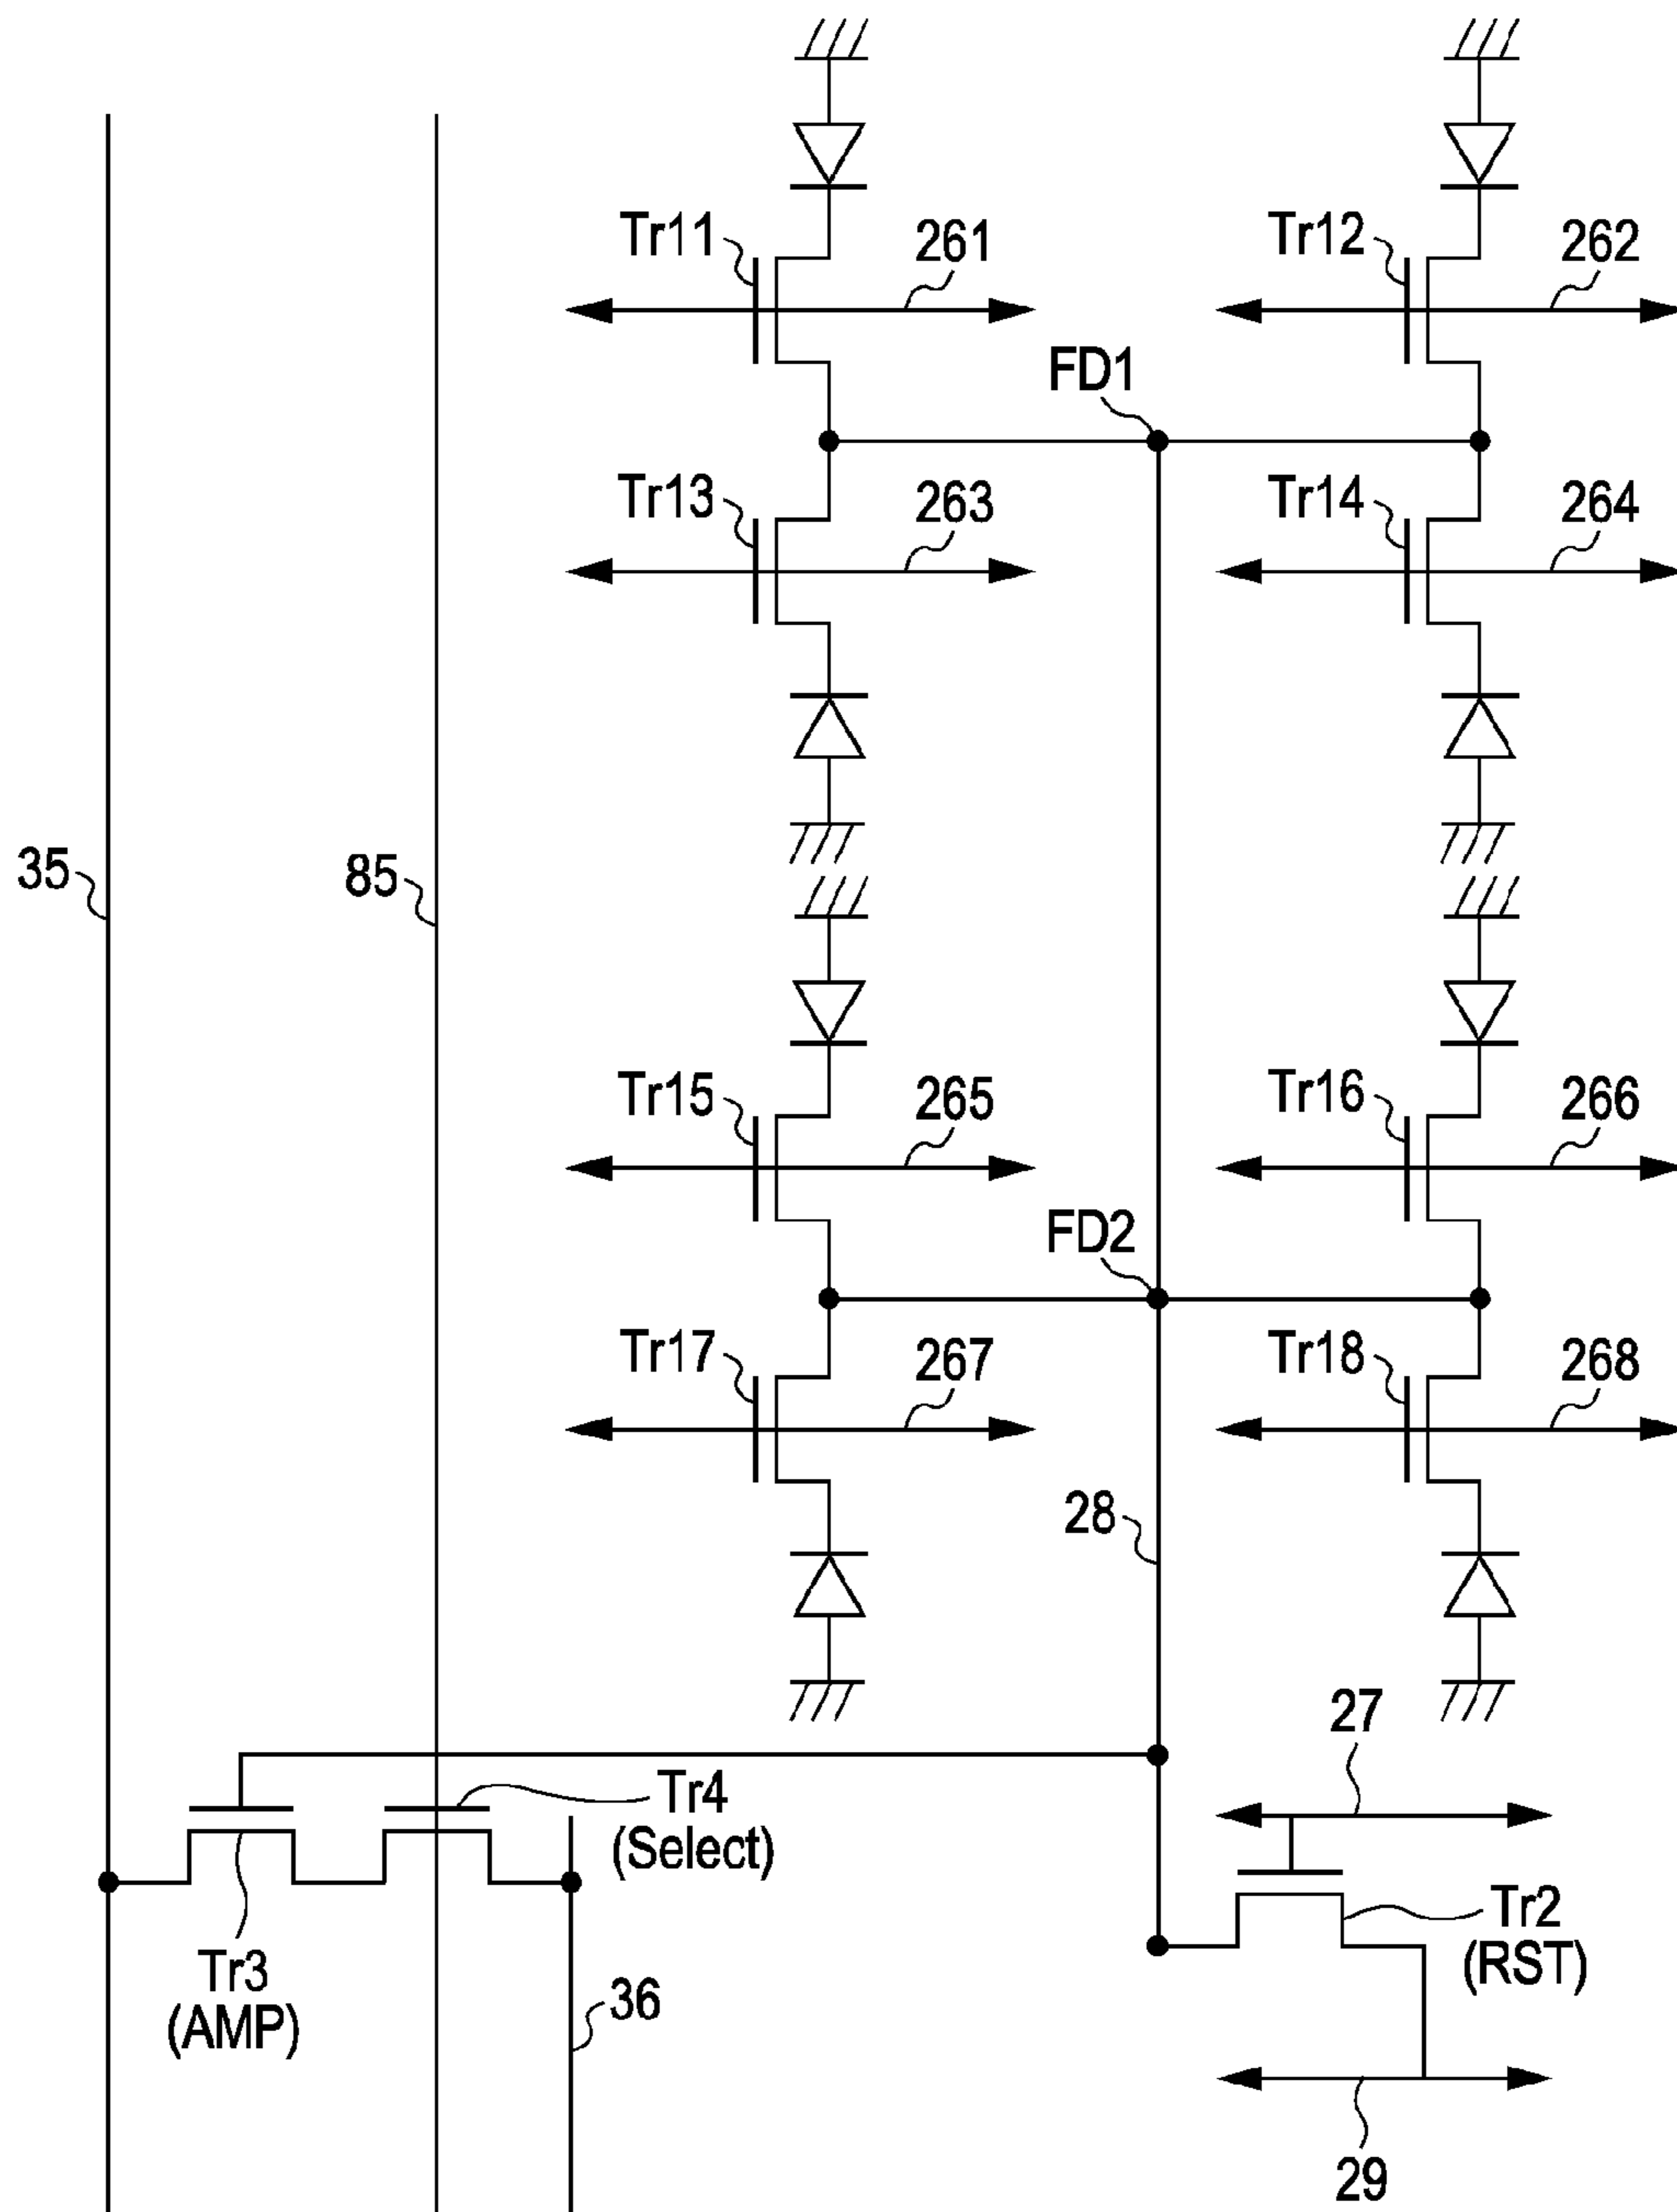 Tr11
261
Tr12
262
FD1
Tr13
263
Tr14
264
35
85
Tr15
265
Tr16
266
FD2
Tr17
267
Tr18
268
28
27
Tr4
(Select)
Tr2
(RST)
Tr3
(AMP)
36
29